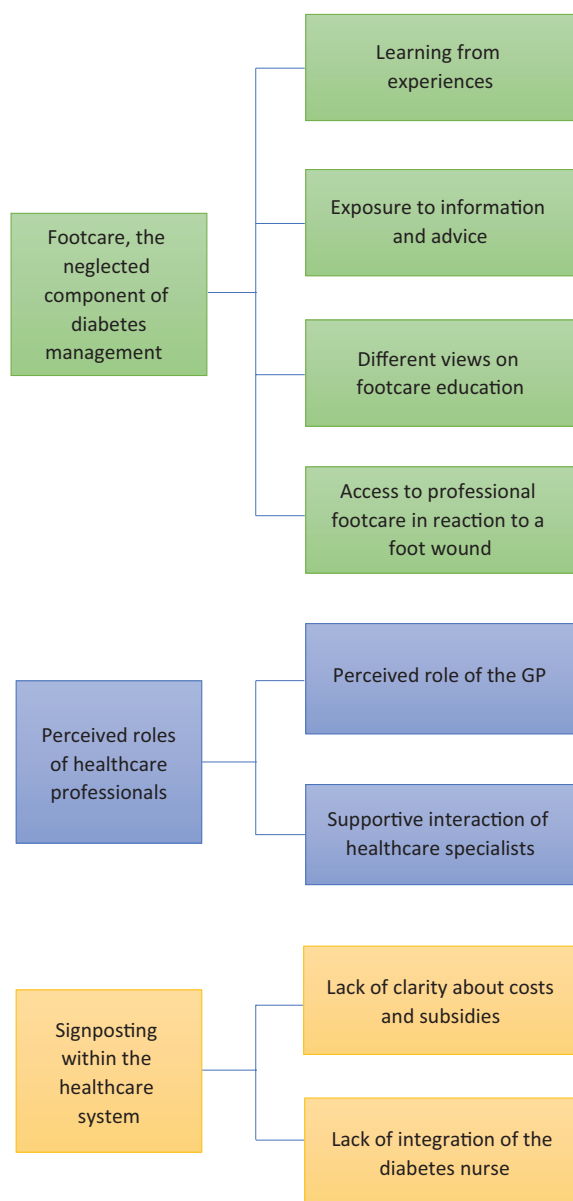 Footcare, the
neglected
component of
diabetes
management
Learning from
experiences
Exposure to information
and advice
Different views on
footcare education
Access to professional
footcare in reaction to a
foot wound
Perceived roles
of healthcare
professionals
Perceived role of the GP
Supportive interaction of
healthcare specialists
Signposting
within the
healthcare
system
Lack of clarity about costs
and subsidies
Lack of integration of the
diabetes nurse